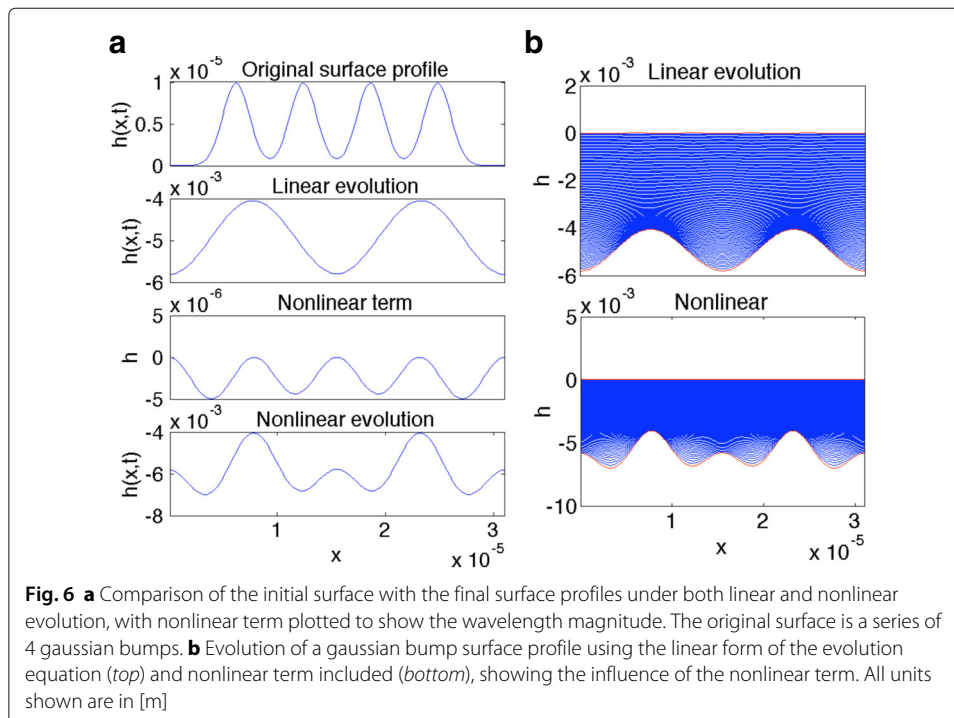 a
x 10^-5
Original surface profile
1
0.5
0
h(x,t)
x 10^-3
Linear evolution
-4
-5
-6
h(x,t)
x 10^-6
Nonlinear term
5
0
-5
h
x 10^-3
Nonlinear evolution
-4
-6
-8
h(x,t)
1 2 3
x
x 10^-5
b
x 10^-3
Linear evolution
2
0
-2
-4
-6
h
x 10^-3
Nonlinear
5
0
-5
-10
h
1 2 3
x
x 10^-5
Fig. 6 a Comparison of the initial surface with the final surface profiles under both linear and nonlinear
evolution, with nonlinear term plotted to show the wavelength magnitude. The original surface is a series of
4 gaussian bumps. b Evolution of a gaussian bump surface profile using the linear form of the evolution
equation (top) and nonlinear term included (bottom), showing the influence of the nonlinear term. All units
shown are in [m]